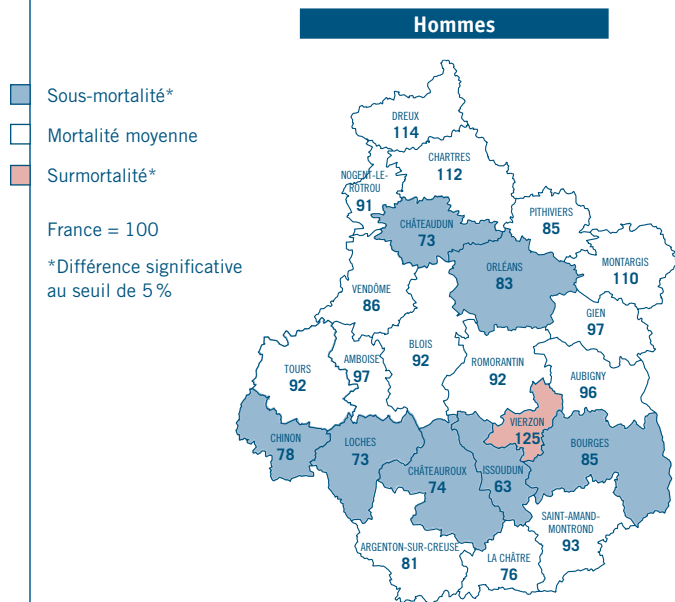 Hommes
Sous-mortalité*
Mortalité moyenne
Surmortalité*
France = 100
*Différence significative
au seuil de 5 %
DREUX
114
CHARTRES
112
NOGENT-LE-
ROTROU
91
CHÂTEAUDUN
73
PITHIVIERS
85
ORLÉANS
83
MONTARGIS
110
VENDÔME
86
GIEN
97
BLOIS
92
AMBOISE
97
TOURS
92
ROMORANTIN
92
AUBIGNY
96
VIERZON
125
CHINON
78
LOCHES
73
CHÂTEAUROUX
74
ISSOUDUN
63
BOURGES
85
SAINT-AMAND-
MONTROND
93
ARGENTON-SUR-CREUSE
81
LA CHÂTRE
76